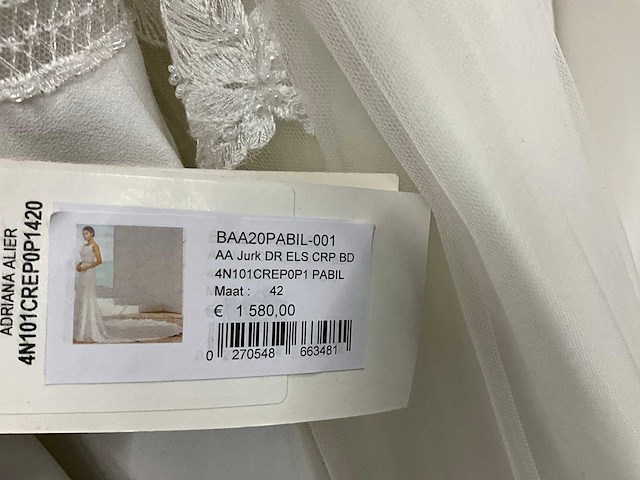 ADRIANA ALIER
4N101CREP0P1420
BAA20PABIL-001
AA Jurk DR ELS CRP BD
4N101CREP0P1 PABIL
Maat : 42
€ 1 580,00
0 270548 663481